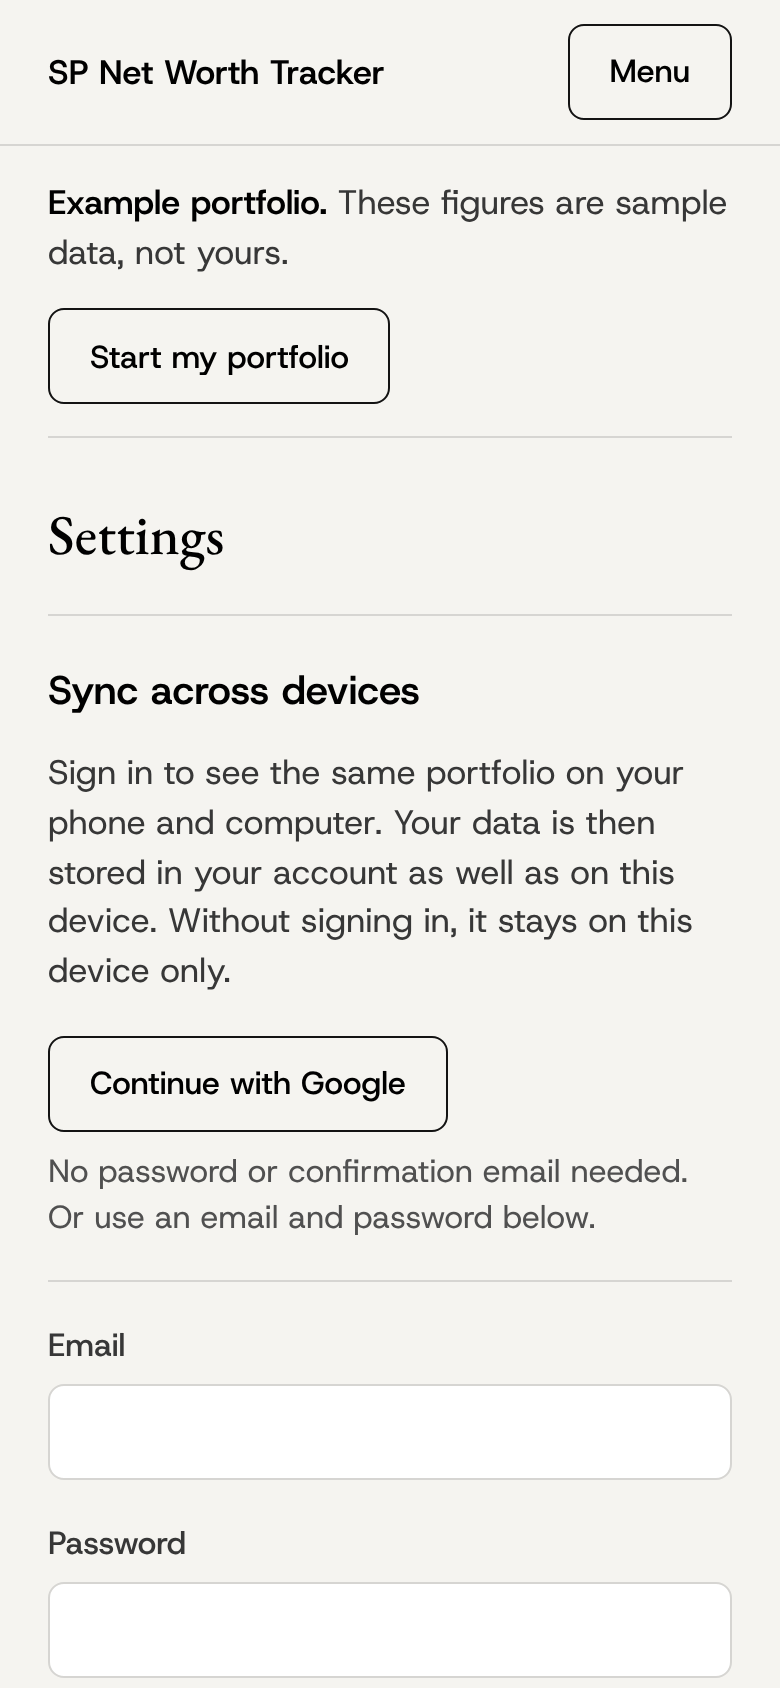 SP Net Worth Tracker
Menu
Example portfolio. These figures are sample
data, not yours.
Start my portfolio
Settings
Sync across devices
Sign in to see the same portfolio on your
phone and computer. Your data is then
stored in your account as well as on this
device. Without signing in, it stays on this
device only.
Continue with Google
No password or confirmation email needed.
Or use an email and password below.
Email
Password